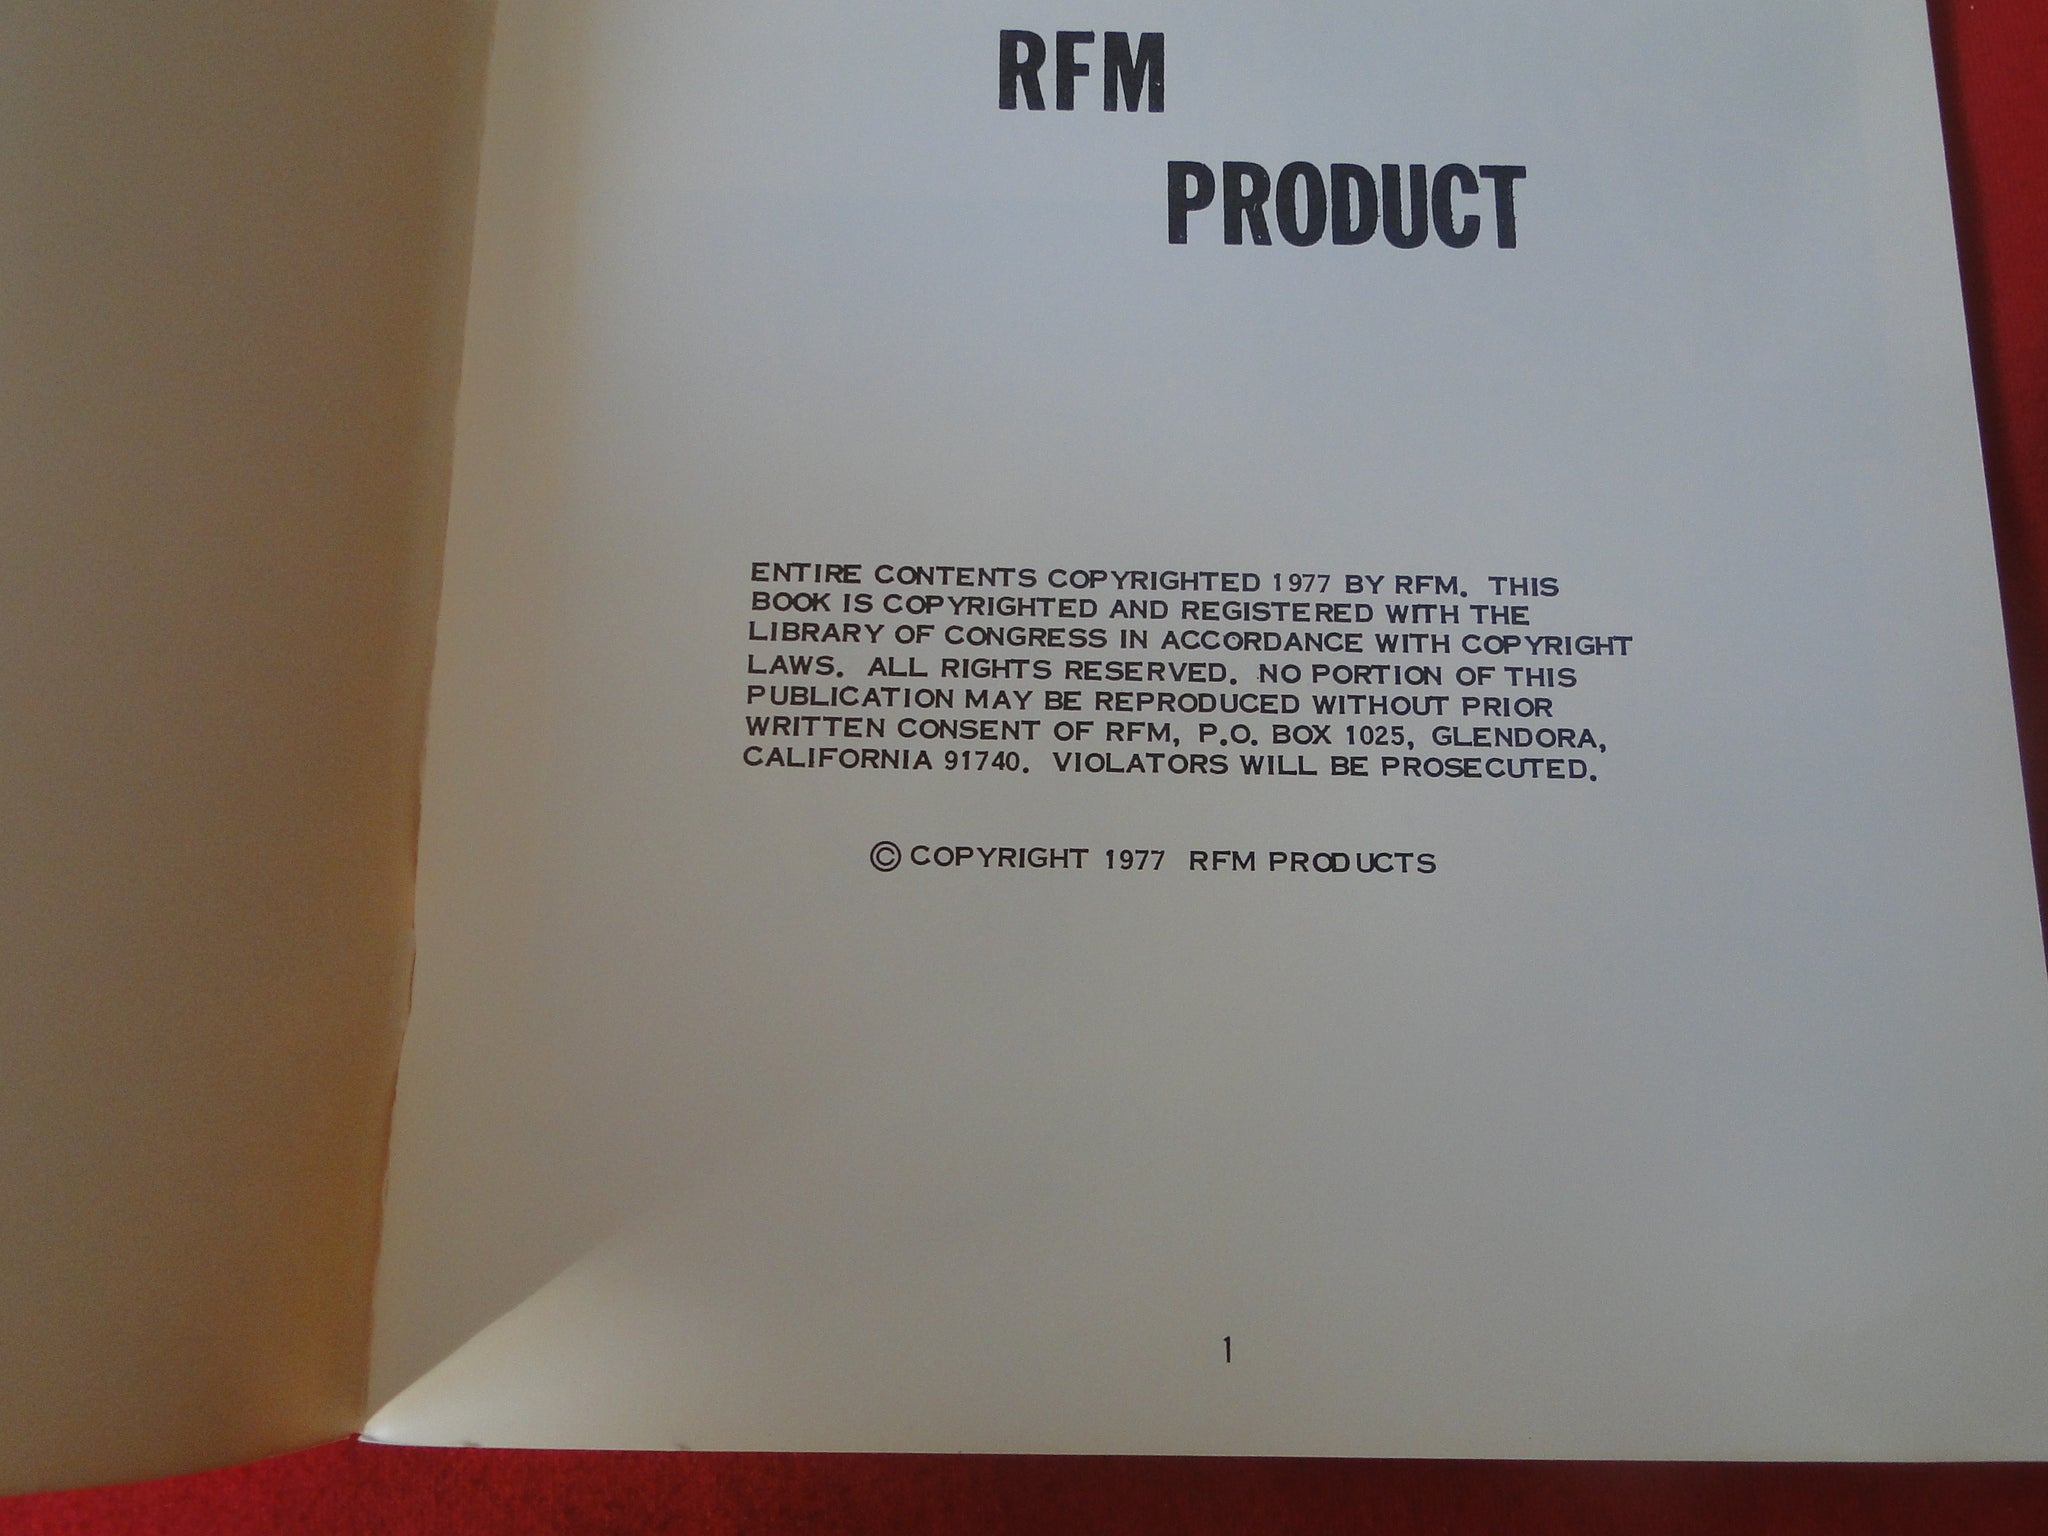 RFM
PRODUCT
ENTIRE CONTENTS COPYRIGHTED 1977 BY RFM. THIS
BOOK IS COPYRIGHTED AND REGISTERED WITH THE
LIBRARY OF CONGRESS IN ACCORDANCE WITH COPYRIGHT
LAWS. ALL RIGHTS RESERVED. NO PORTION OF THIS
PUBLICATION MAY BE REPRODUCED WITHOUT PRIOR
WRITTEN CONSENT OF RFM, P.O. BOX 1025, GLENDORA,
CALIFORNIA 91740. VIOLATORS WILL BE PROSECUTED.
© COPYRIGHT 1977 RFM PRODUCTS
1